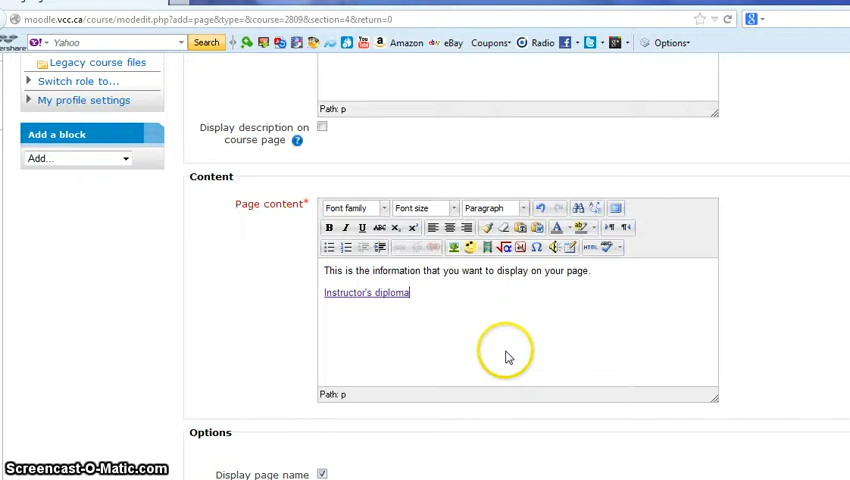 moodle.vcc.ca/course/modedit.php?add=page&type=&course=2809&section=4&return=0
Yahoo
Search
Amazon
eBay
Coupons
Radio
Options
pershare
Legacy course files
Switch role to...
My profile settings
Add a block
Add...
Path: p
Display description on
course page
Content
Page content*
Font family
Font size
Paragraph
B I U ABC
HTML
This is the information that you want to display on your page.
Instructor's diploma
Path: p
Options
Display page name
Screencast-O-Matic.com